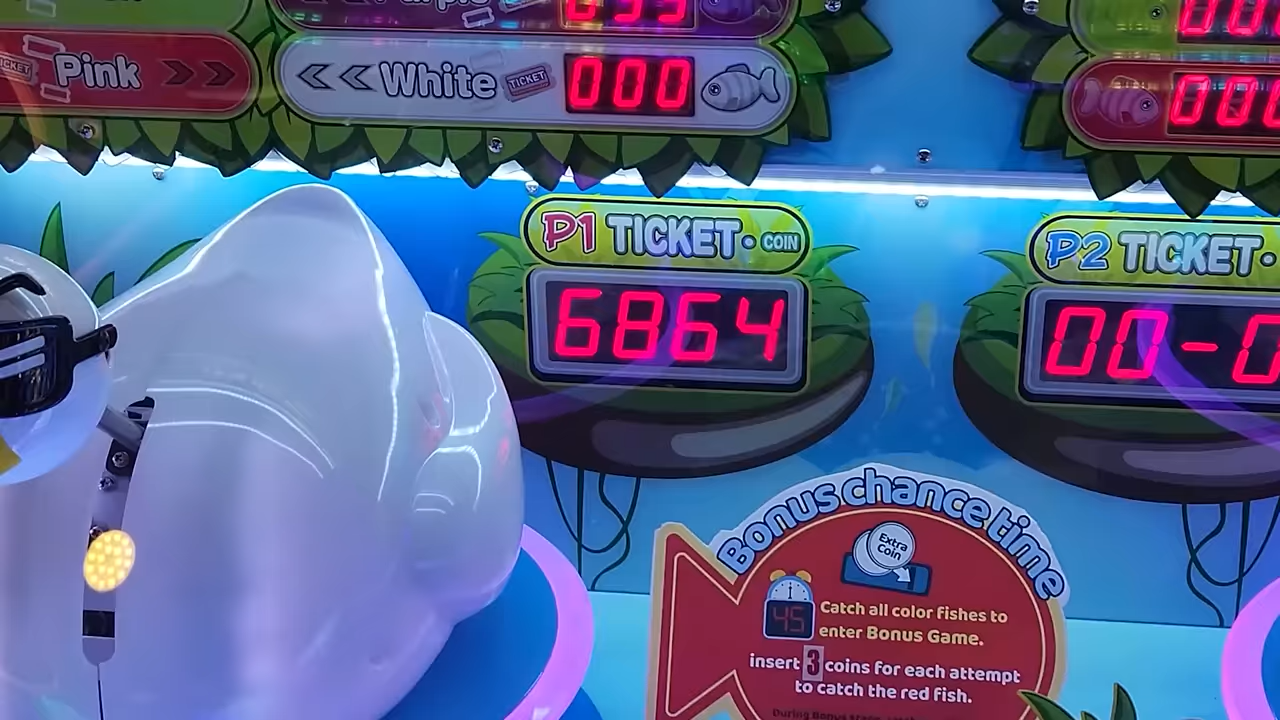 Pink
TICKET
White
TICKET
000
P1 TICKET • COIN
6864
P2 TICKET •
Bonus chance time
Extra
Coin
45
Catch all color fishes to
enter Bonus Game.
insert 3 coins for each attempt
to catch the red fish.